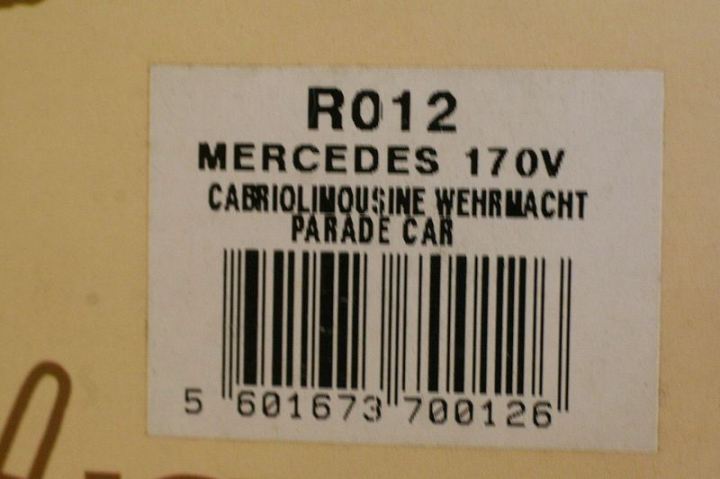 R012
MERCEDES 170V
CABRIOLIMOUSINE WEHRMACHT
PARADE CAR
5 601673 700126